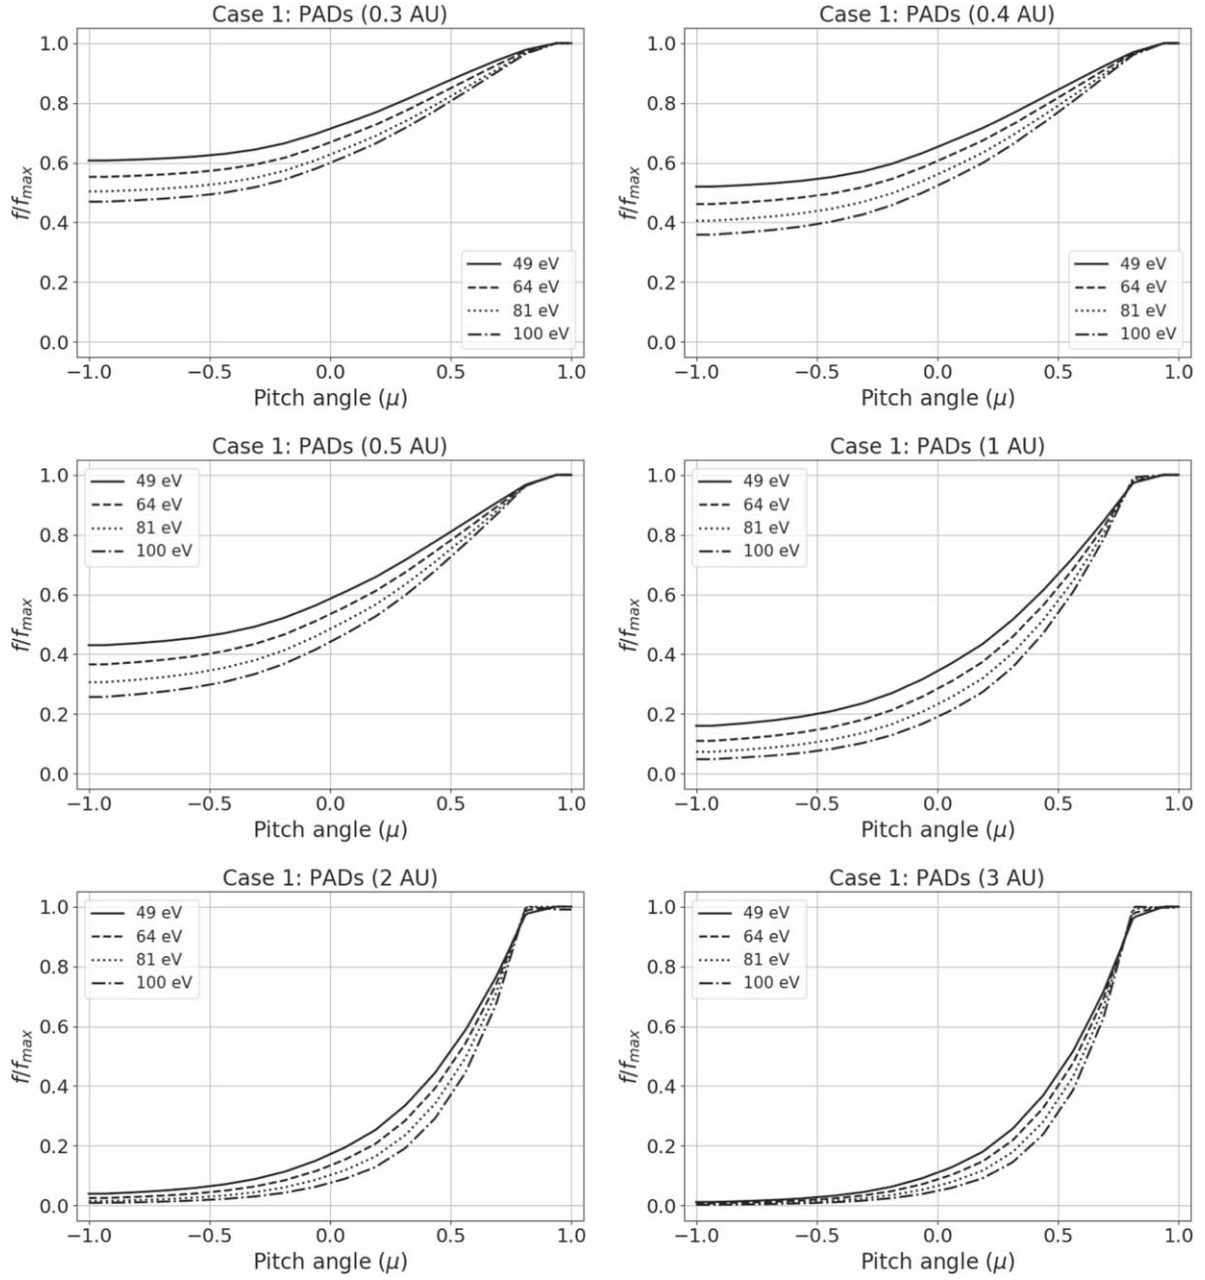 Case 1: PADs (0.3 AU)
1.0
0.8
0.6
0.4
0.2
0.0
f/f_max
49 eV
64 eV
81 eV
100 eV
−1.0 −0.5 0.0 0.5 1.0
Pitch angle (μ)
Case 1: PADs (0.4 AU)
1.0
0.8
0.6
0.4
0.2
0.0
f/f_max
49 eV
64 eV
81 eV
100 eV
−1.0 −0.5 0.0 0.5 1.0
Pitch angle (μ)
Case 1: PADs (0.5 AU)
1.0
0.8
0.6
0.4
0.2
0.0
f/f_max
49 eV
64 eV
81 eV
100 eV
−1.0 −0.5 0.0 0.5 1.0
Pitch angle (μ)
Case 1: PADs (1 AU)
1.0
0.8
0.6
0.4
0.2
0.0
f/f_max
49 eV
64 eV
81 eV
100 eV
−1.0 −0.5 0.0 0.5 1.0
Pitch angle (μ)
Case 1: PADs (2 AU)
1.0
0.8
0.6
0.4
0.2
0.0
f/f_max
49 eV
64 eV
81 eV
100 eV
−1.0 −0.5 0.0 0.5 1.0
Pitch angle (μ)
Case 1: PADs (3 AU)
1.0
0.8
0.6
0.4
0.2
0.0
f/f_max
49 eV
64 eV
81 eV
100 eV
−1.0 −0.5 0.0 0.5 1.0
Pitch angle (μ)